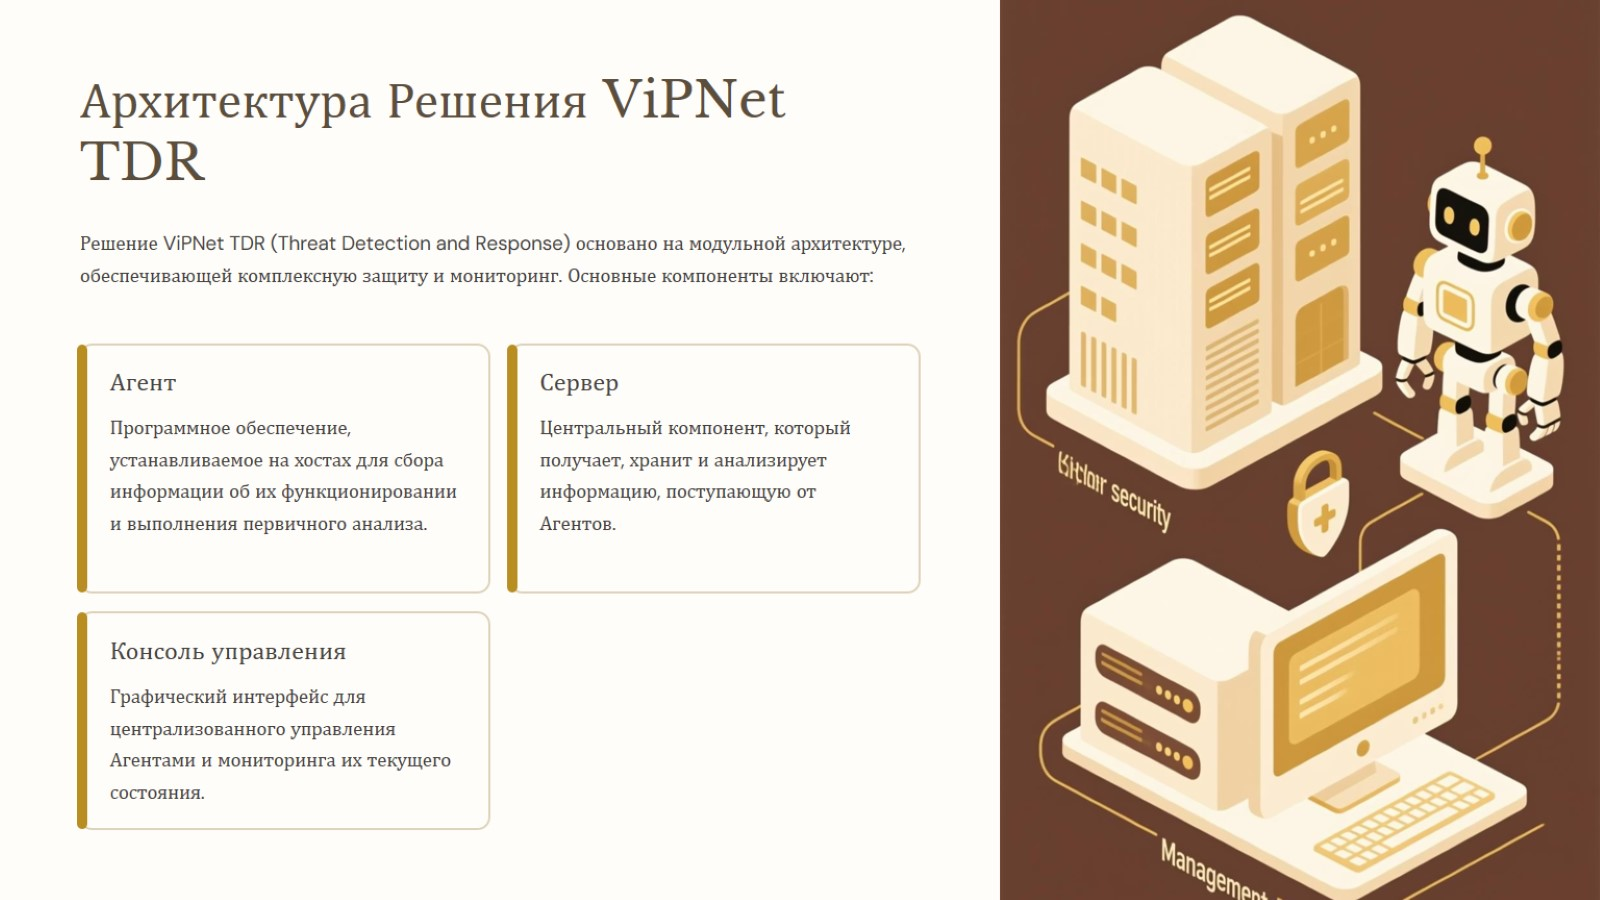 Архитектура Решения ViPNet
TDR
Решение ViPNet TDR (Threat Detection and Response) основано на модульной архитектуре,
обеспечивающей комплексную защиту и мониторинг. Основные компоненты включают:
Агент
Программное обеспечение,
устанавливаемое на хостах для сбора
информации об их функционировании
и выполнения первичного анализа.
Сервер
Центральный компонент, который
получает, хранит и анализирует
информацию, поступающую от
Агентов.
Консоль управления
Графический интерфейс для
централизованного управления
Агентами и мониторинга их текущего
состояния.
security
Management